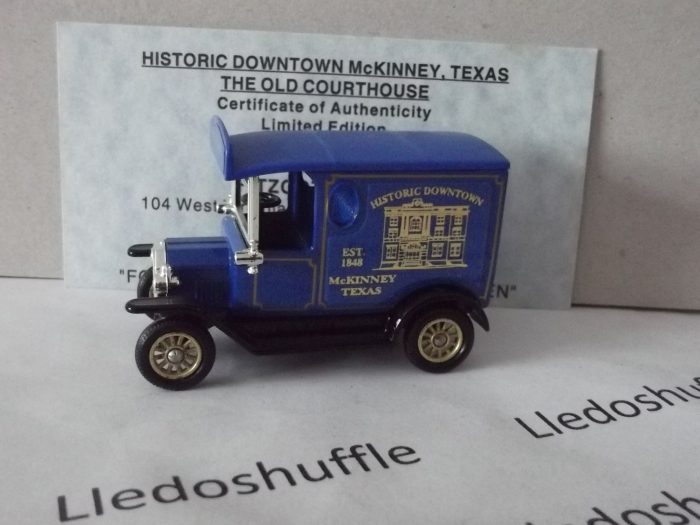 HISTORIC DOWNTOWN McKINNEY, TEXAS
THE OLD COURTHOUSE
Certificate of Authenticity
Limited Edition
104 West
HISTORIC DOWNTOWN
EST.
1848
McKINNEY
TEXAS
Lledoshuffle
Lledoshuffle